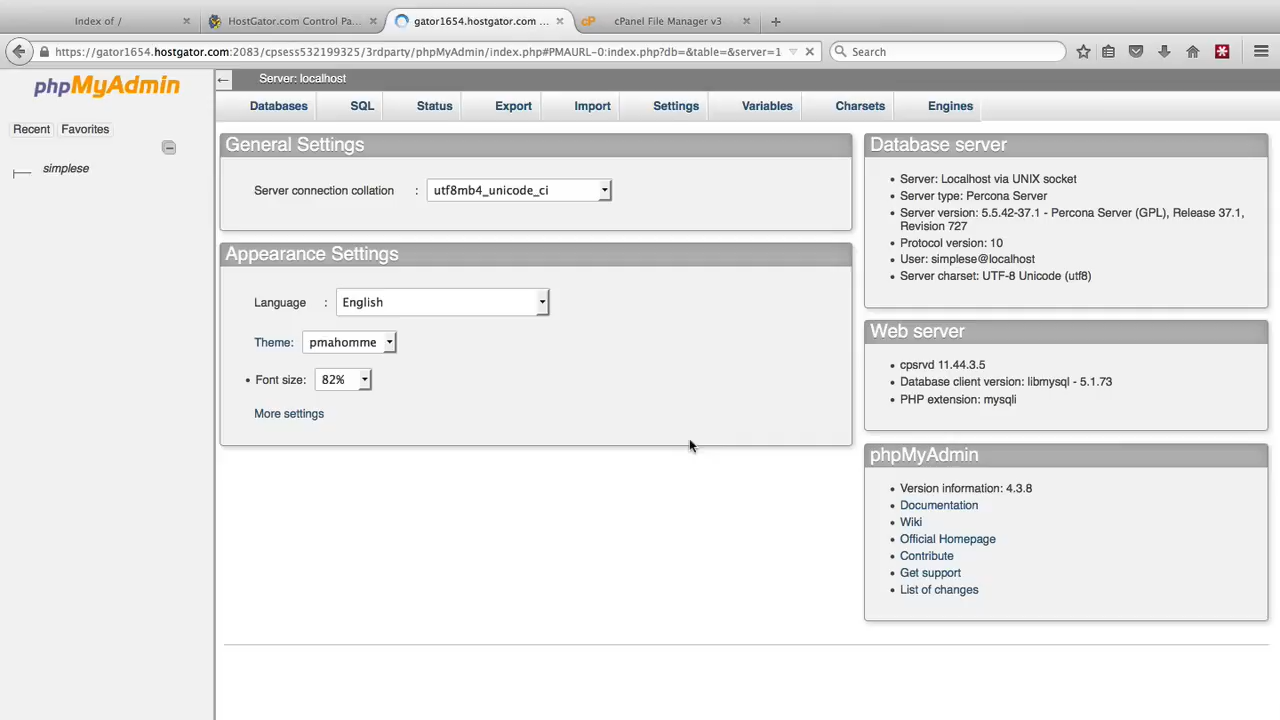 Index of /
HostGator.com Control Pa...
gator1654.hostgator.com ...
cPanel File Manager v3
https://gator1654.hostgator.com:2083/cpsess532199325/3rdparty/phpMyAdmin/index.php#PMAURL-0:index.php?db=&table=&server=1
Search
phpMyAdmin
Recent
Favorites
simplese
Server: localhost
Databases
SQL
Status
Export
Import
Settings
Variables
Charsets
Engines
General Settings
Server connection collation : utf8mb4_unicode_ci
Appearance Settings
Language : English
Theme: pmahomme
• Font size: 82%
More settings
Database server
• Server: Localhost via UNIX socket
• Server type: Percona Server
• Server version: 5.5.42-37.1 - Percona Server (GPL), Release 37.1,
Revision 727
• Protocol version: 10
• User: simplese@localhost
• Server charset: UTF-8 Unicode (utf8)
Web server
• cpsrvd 11.44.3.5
• Database client version: libmysql - 5.1.73
• PHP extension: mysqli
phpMyAdmin
• Version information: 4.3.8
• Documentation
• Wiki
• Official Homepage
• Contribute
• Get support
• List of changes